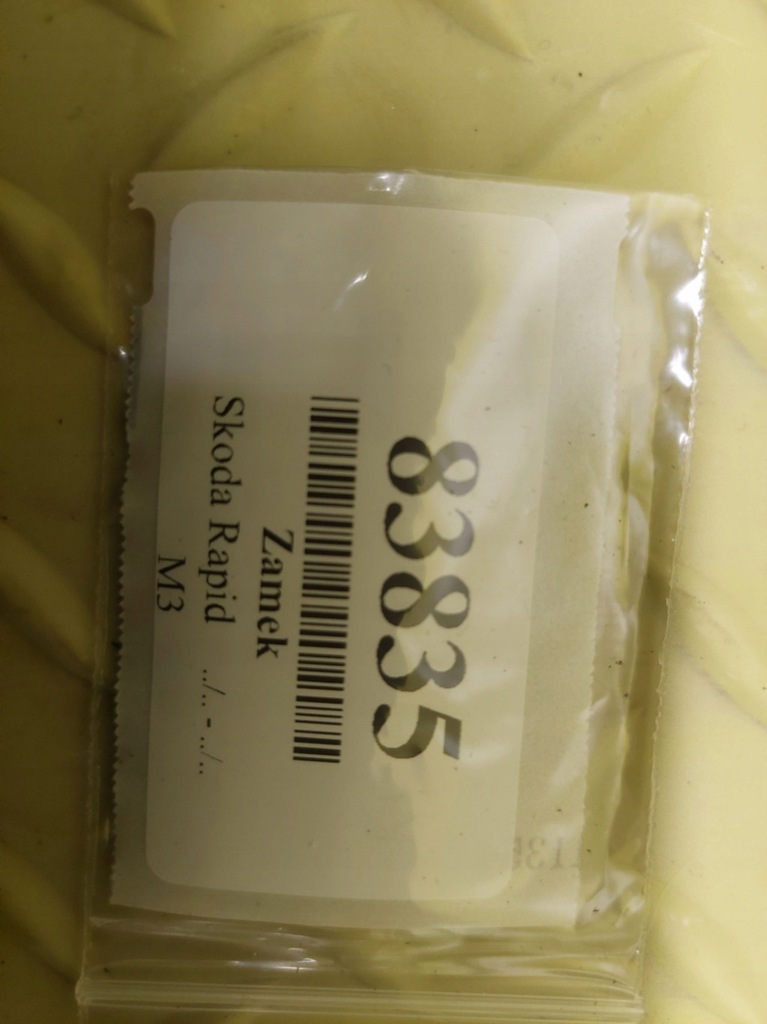 83835
Zamek
Skoda Rapid ../.. - ../..
M3